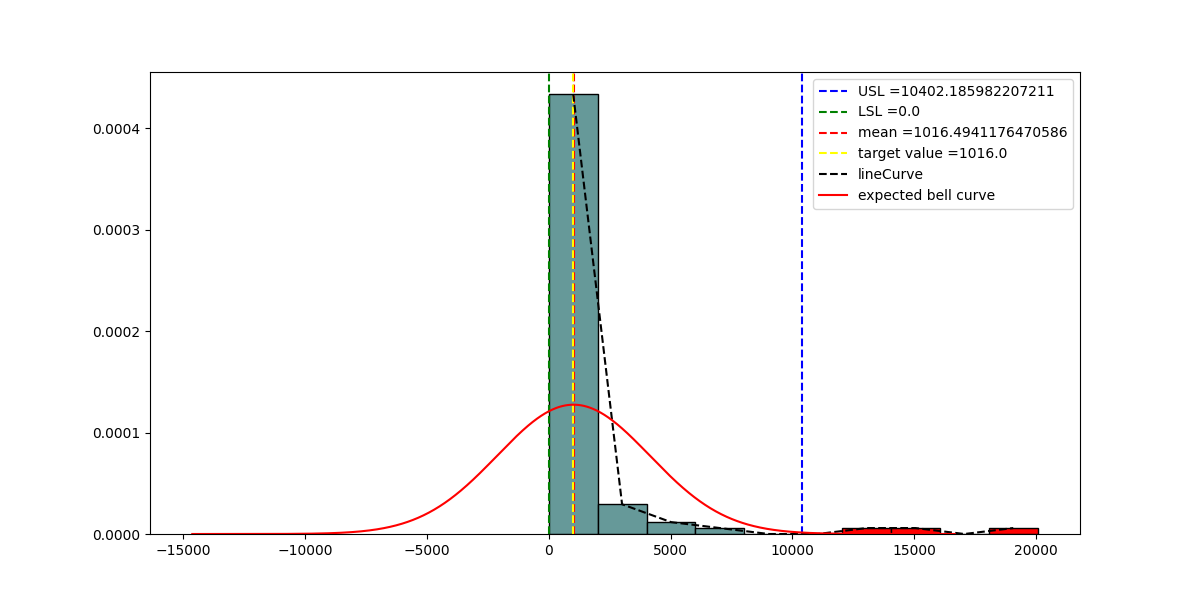 USL =10402.185982207211
LSL =0.0
mean =1016.4941176470586
target value =1016.0
lineCurve
expected bell curve
0.0004
0.0003
0.0002
0.0001
0.0000
−15000 −10000 −5000 0 5000 10000 15000 20000